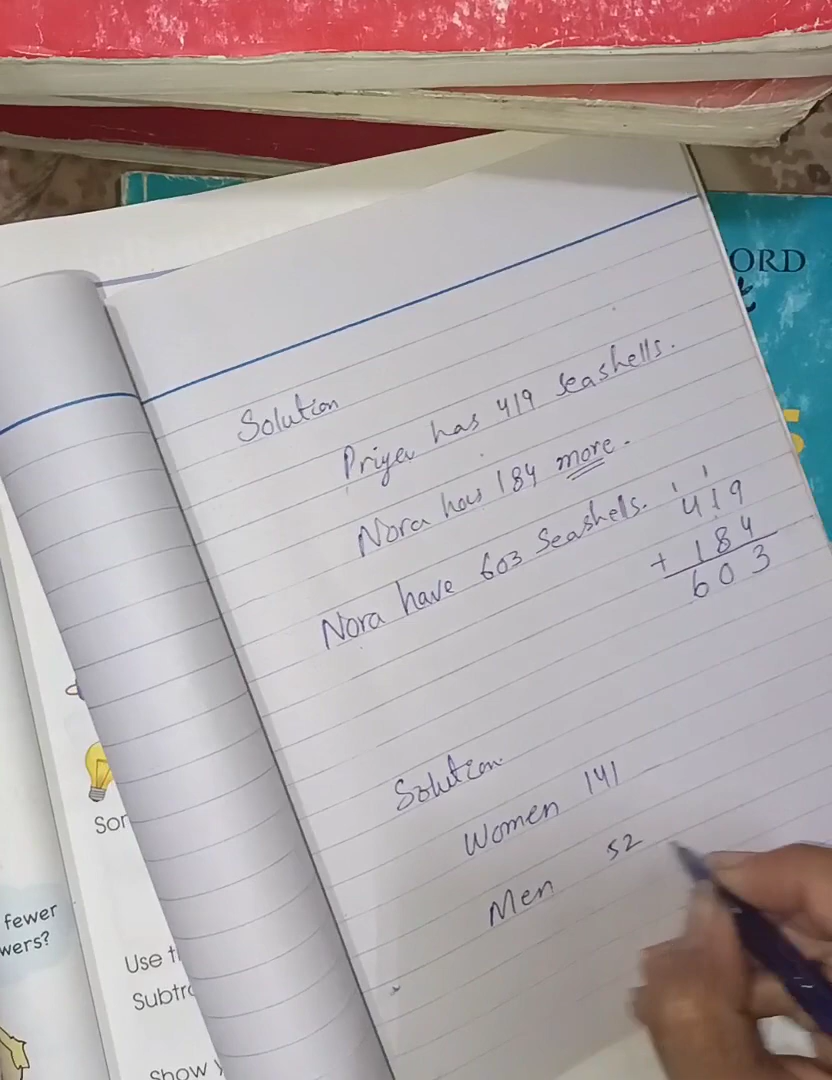 ORD
Solution
Priya has 419 seashells.
Nora has 184 more.
Nora have 603 Seashels.
1 1
419
+ 184
603
Solution
Women 141
Men 52
Sor
fewer
wers?
Use t
Subtr
Show